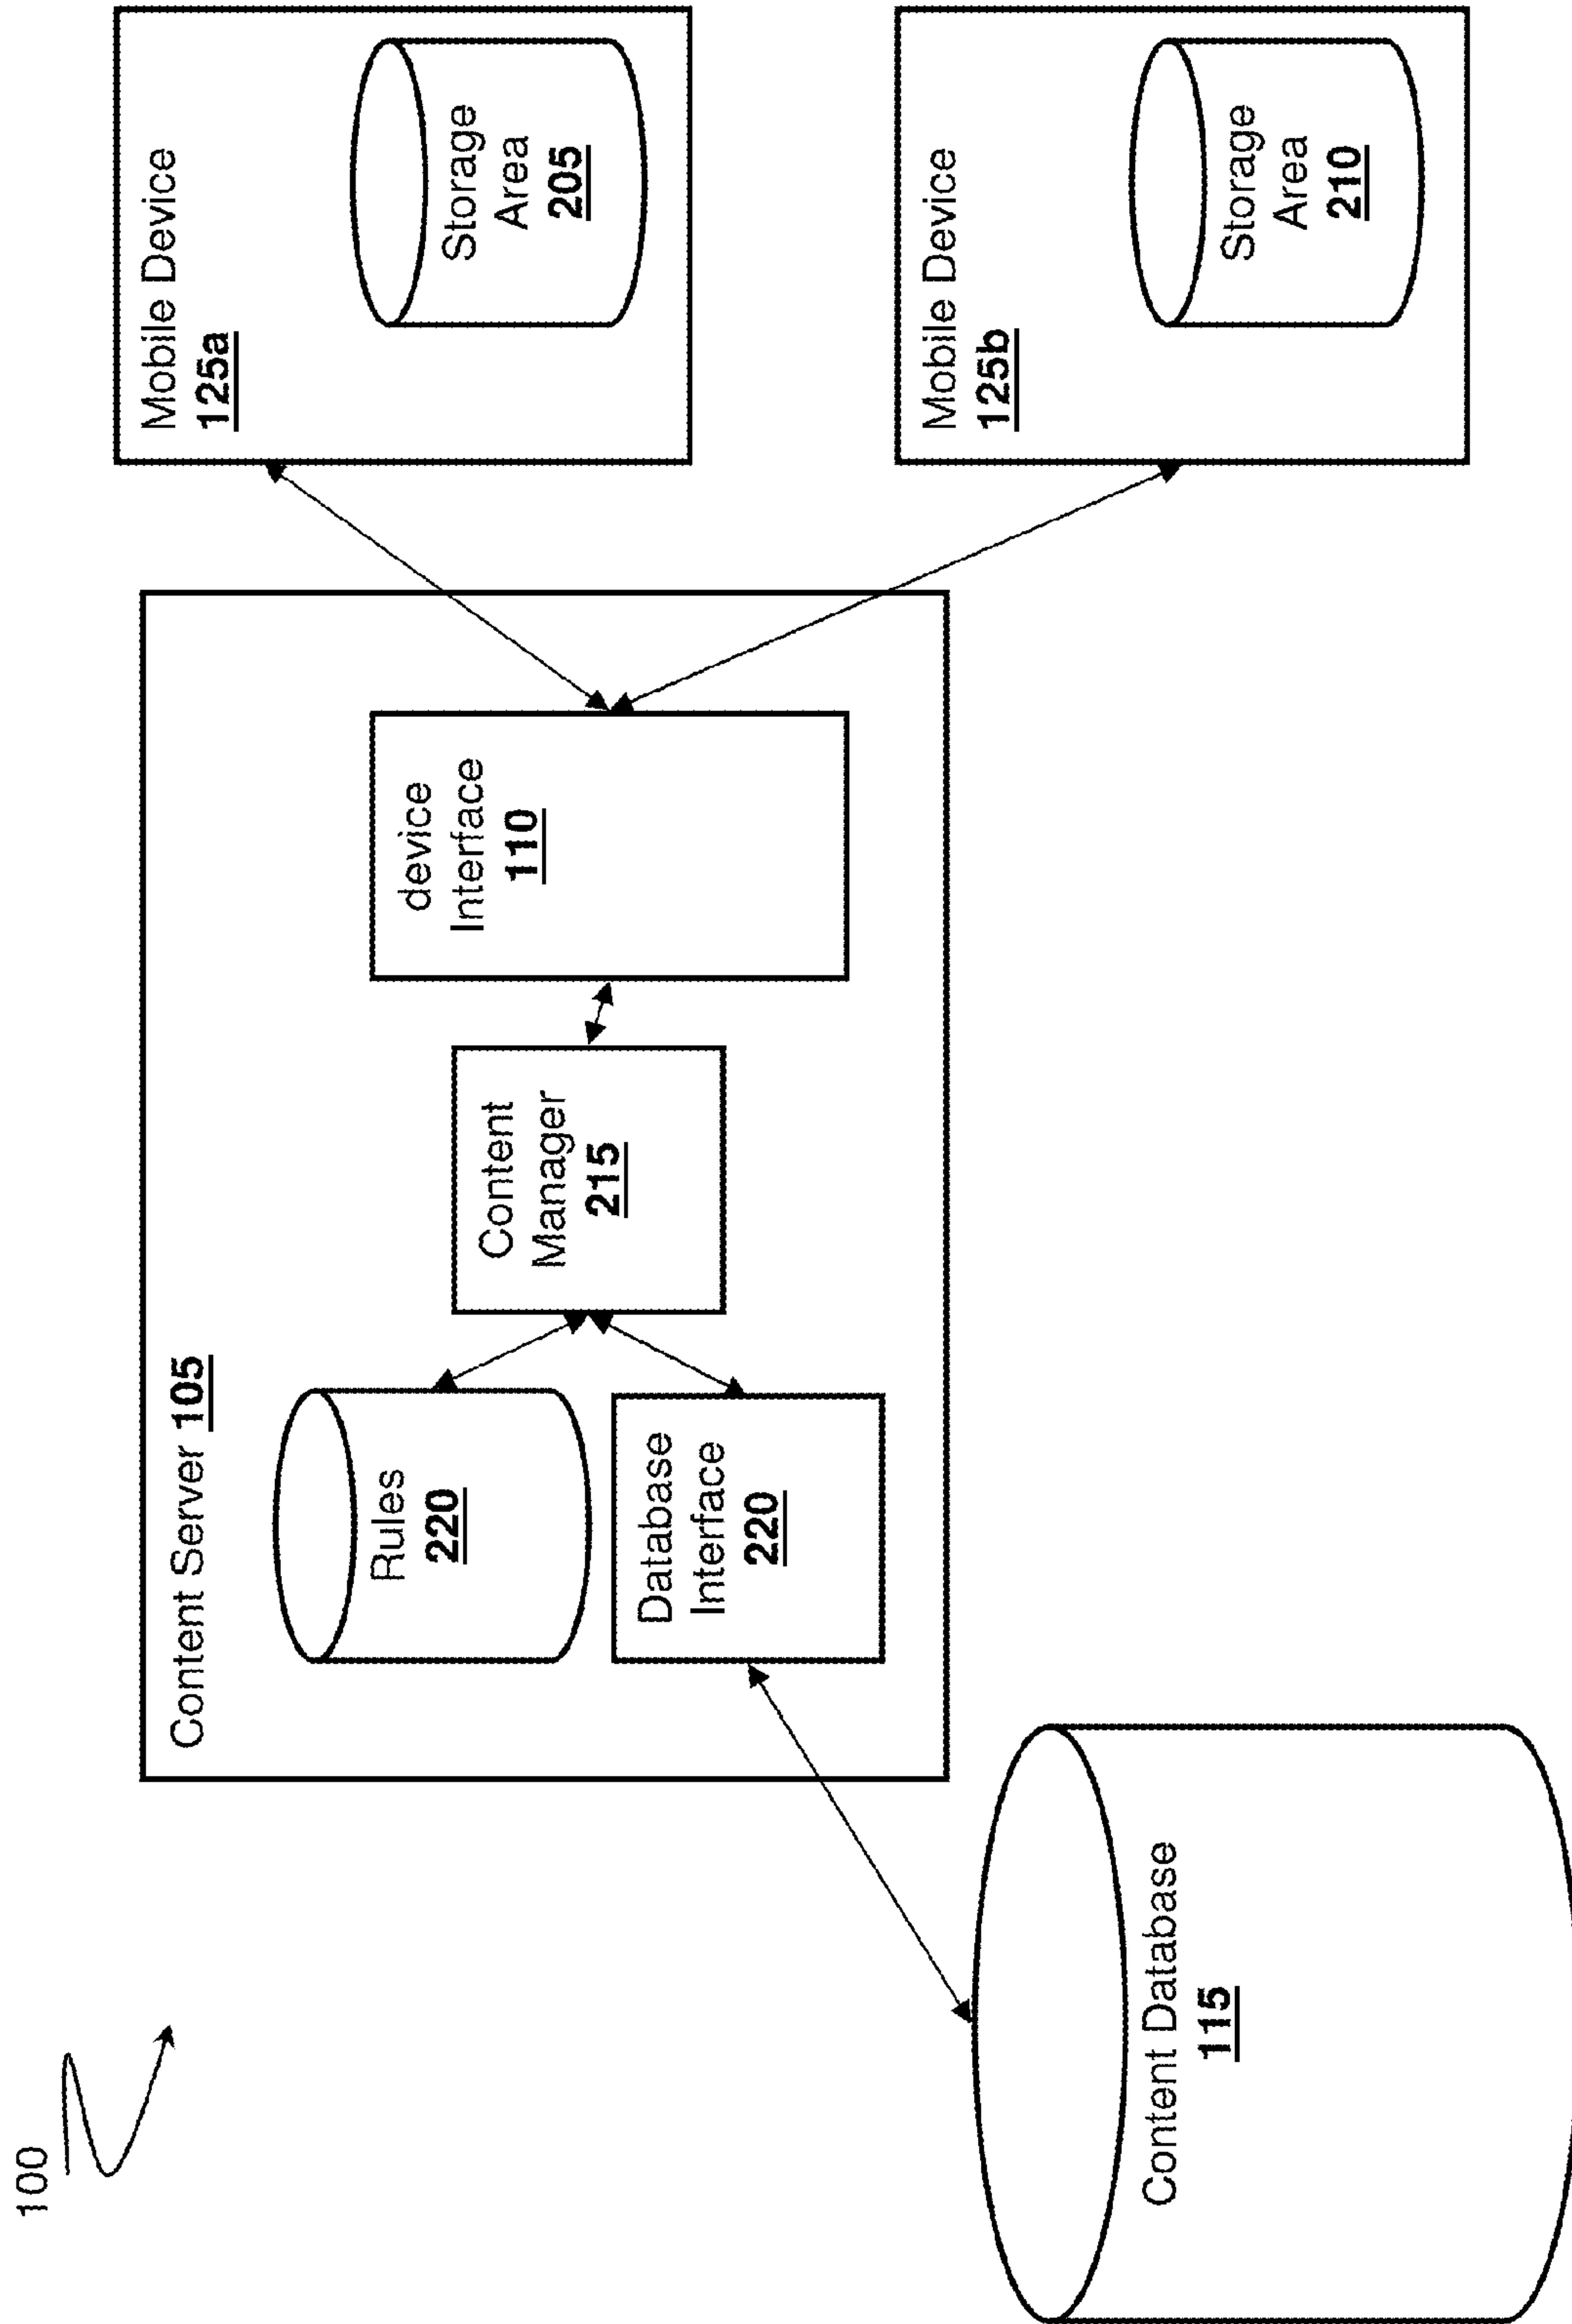 100
Content Server 105
Rules
220
Database
Interface
220
Content
Manager
215
device
Interface
110
Mobile Device
125a
Storage
Area
205
Mobile Device
125b
Storage
Area
210
Content Database
115